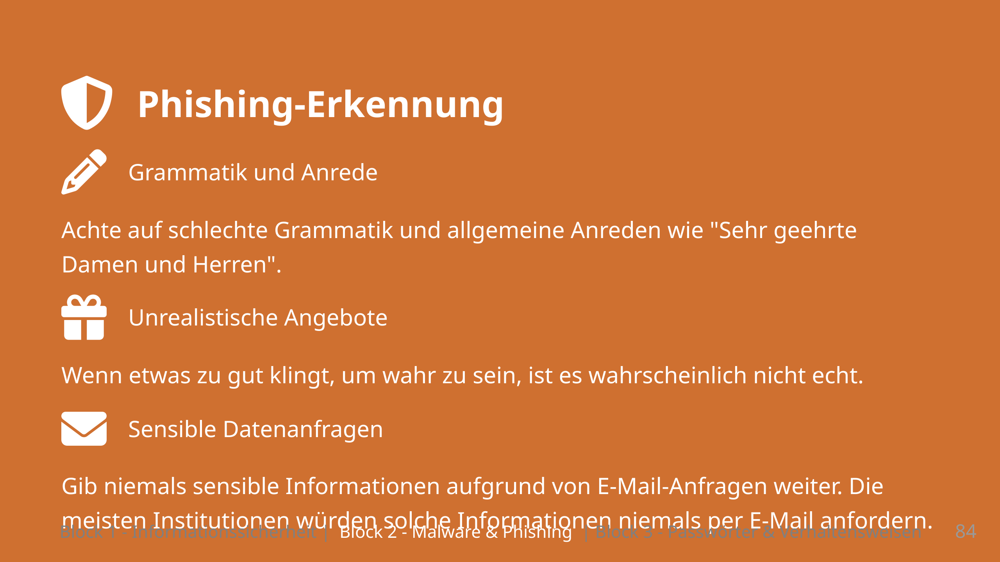 Phishing-Erkennung
Grammatik und Anrede
Achte auf schlechte Grammatik und allgemeine Anreden wie "Sehr geehrte
Damen und Herren".
Unrealistische Angebote
Wenn etwas zu gut klingt, um wahr zu sein, ist es wahrscheinlich nicht echt.
Sensible Datenanfragen
Gib niemals sensible Informationen aufgrund von E-Mail-Anfragen weiter. Die
meisten Institutionen würden solche Informationen niemals per E-Mail anfordern.
Block 1 - Informationssicherheit | Block 2 - Malware & Phishing | Block 3 - Passwörter & Verhaltensweisen 84